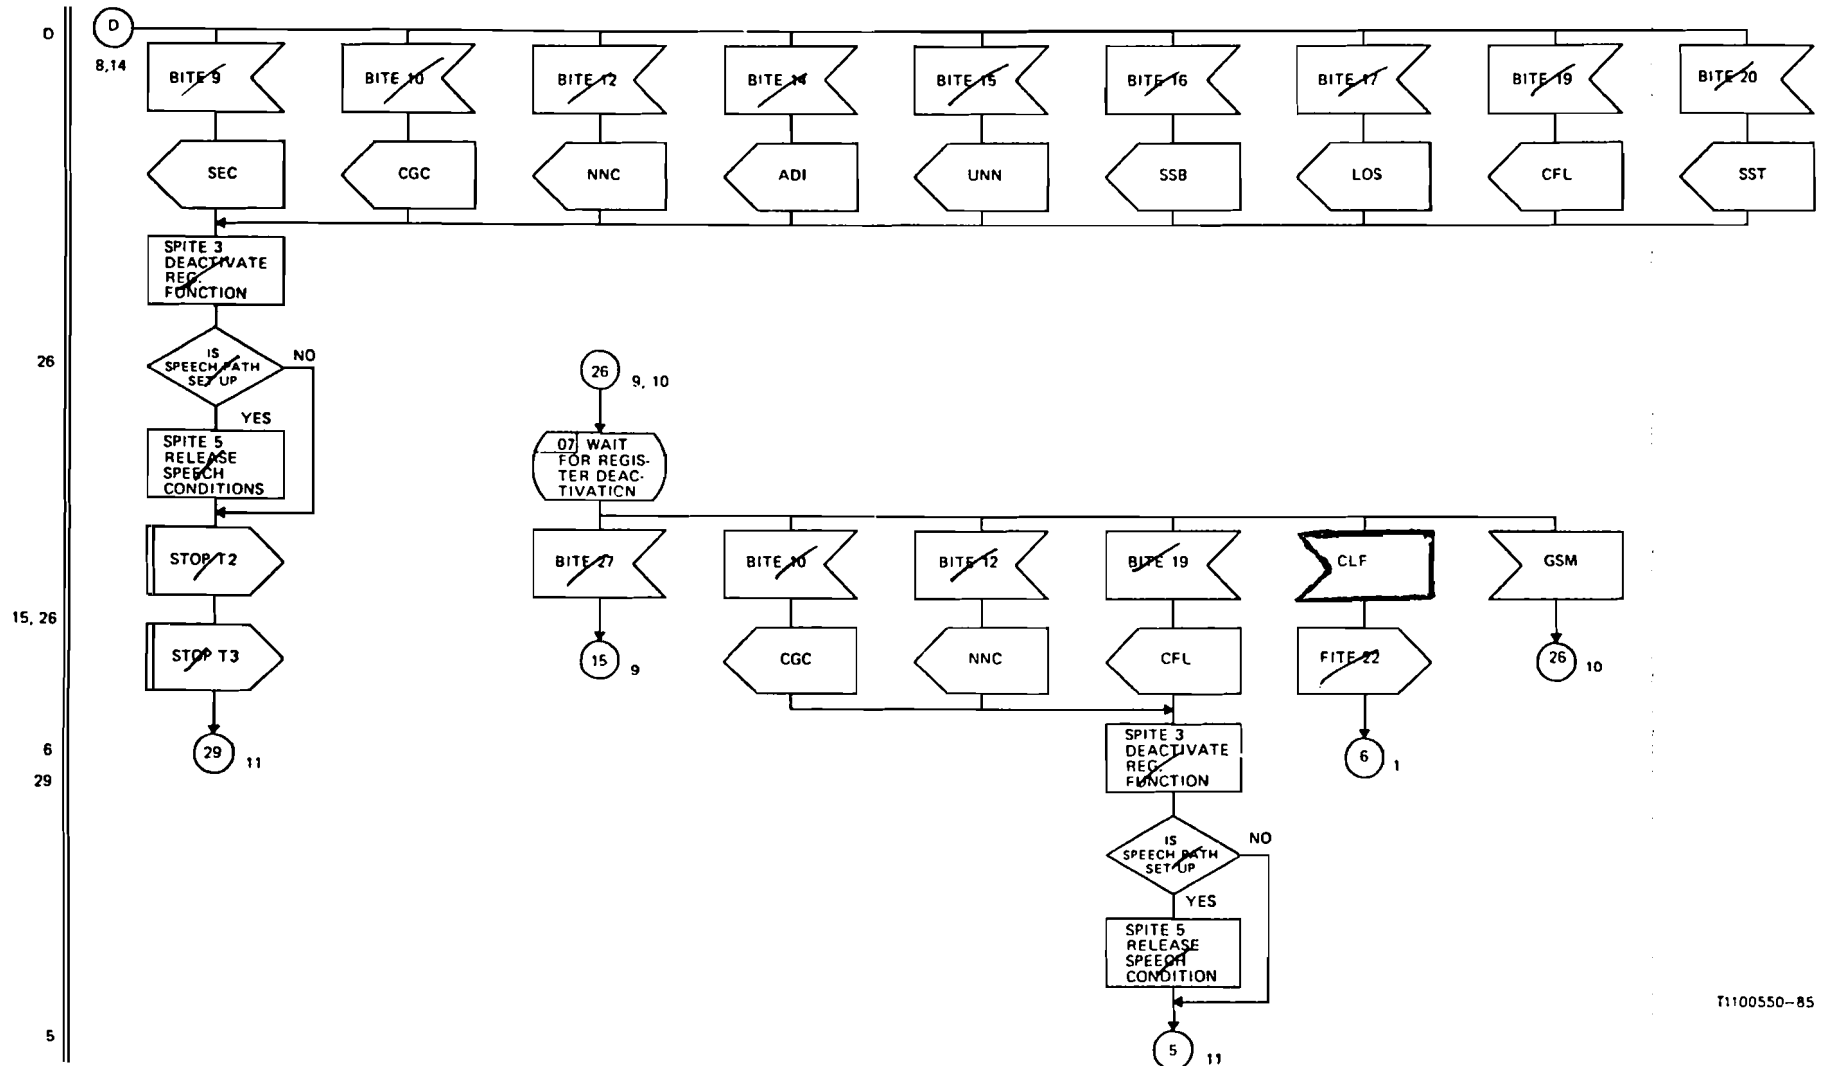 D
D
8,14
BITE 9
BITE 10
BITE 12
BITE 14
BITE 15
BITE 16
BITE 17
BITE 19
BITE 20
SEC
CGC
NNC
ADI
UNN
SSB
LOS
CFL
SST
SPITE 3
DEACTIVATE
REG.
FUNCTION
26
IS
SPEECH PATH
SET UP
NO
YES
SPITE 5
RELEASE
SPEECH
CONDITIONS
STOP T2
15, 26
STOP T3
6
29
29
11
26
9, 10
07 WAIT
FOR REGIS-
TER DEAC-
TIVATION
BITE 27
BITE 10
BITE 12
BITE 19
CLF
GSM
15
9
CGC
NNC
CFL
FITE 22
26
10
SPITE 3
DEACTIVATE
REG.
FUNCTION
6
1
IS
SPEECH PATH
SET UP
NO
YES
SPITE 5
RELEASE
SPEECH
CONDITION
T1100550-85
5
5
11